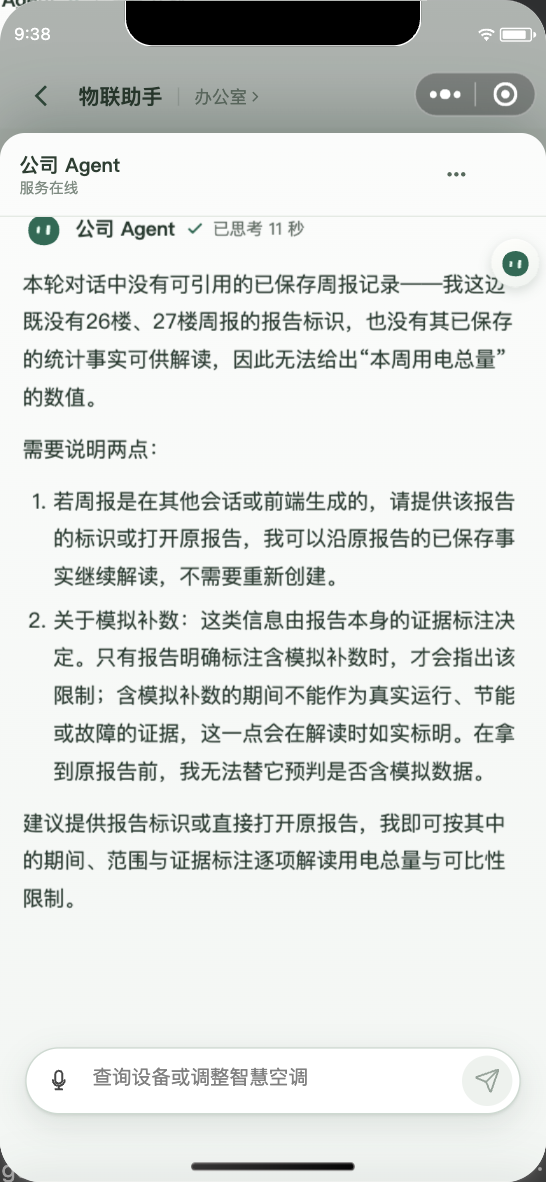 9:38
物联助手 办公室 >
公司 Agent
服务在线
公司 Agent ✓ 已思考 11 秒
本轮对话中没有可引用的已保存周报记录——我这边
既没有26楼、27楼周报的报告标识，也没有其已保存
的统计事实可供解读，因此无法给出“本周用电总量”
的数值。
需要说明两点：
1. 若周报是在其他会话或前端生成的，请提供该报告
的标识或打开原报告，我可以沿原报告的已保存事
实继续解读，不需要重新创建。
2. 关于模拟补数：这类信息由报告本身的证据标注决
定。只有报告明确标注含模拟补数时，才会指出该
限制；含模拟补数的期间不能作为真实运行、节能
或故障的证据，这一点会在解读时如实标明。在拿
到原报告前，我无法替它预判是否含模拟数据。
建议提供报告标识或直接打开原报告，我即可按其中
的期间、范围与证据标注逐项解读用电总量与可比性
限制。
查询设备或调整智慧空调